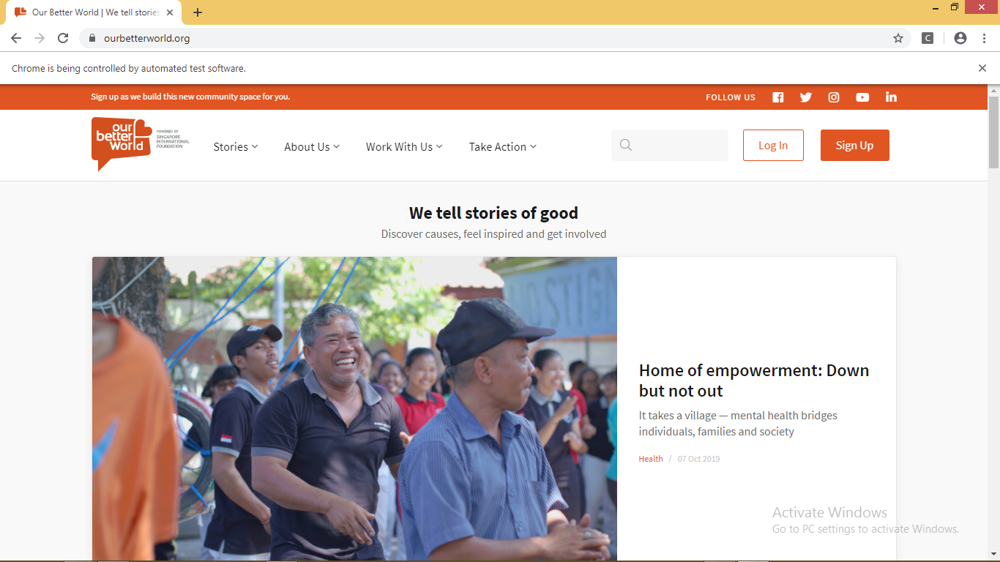 Our Better World | We tell stories
ourbetterworld.org
C
Chrome is being controlled by automated test software.
Sign up as we build this new community space for you.
FOLLOW US
our
better
World
POWERED BY
SINGAPORE
INTERNATIONAL
FOUNDATION
Stories
About Us
Work With Us
Take Action
Log In
Sign Up
We tell stories of good
Discover causes, feel inspired and get involved
Home of empowerment: Down
but not out
It takes a village — mental health bridges
individuals, families and society
Health / 07 Oct 2019
Activate Windows
Go to PC settings to activate Windows.